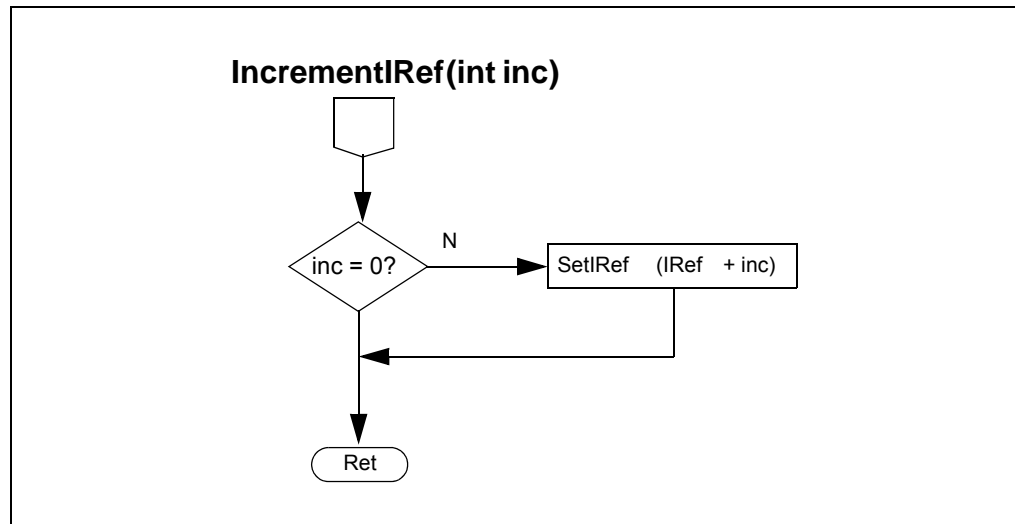 IncrementIRef(int inc)
N
inc = 0?
SetIRef (IRef + inc)
Ret